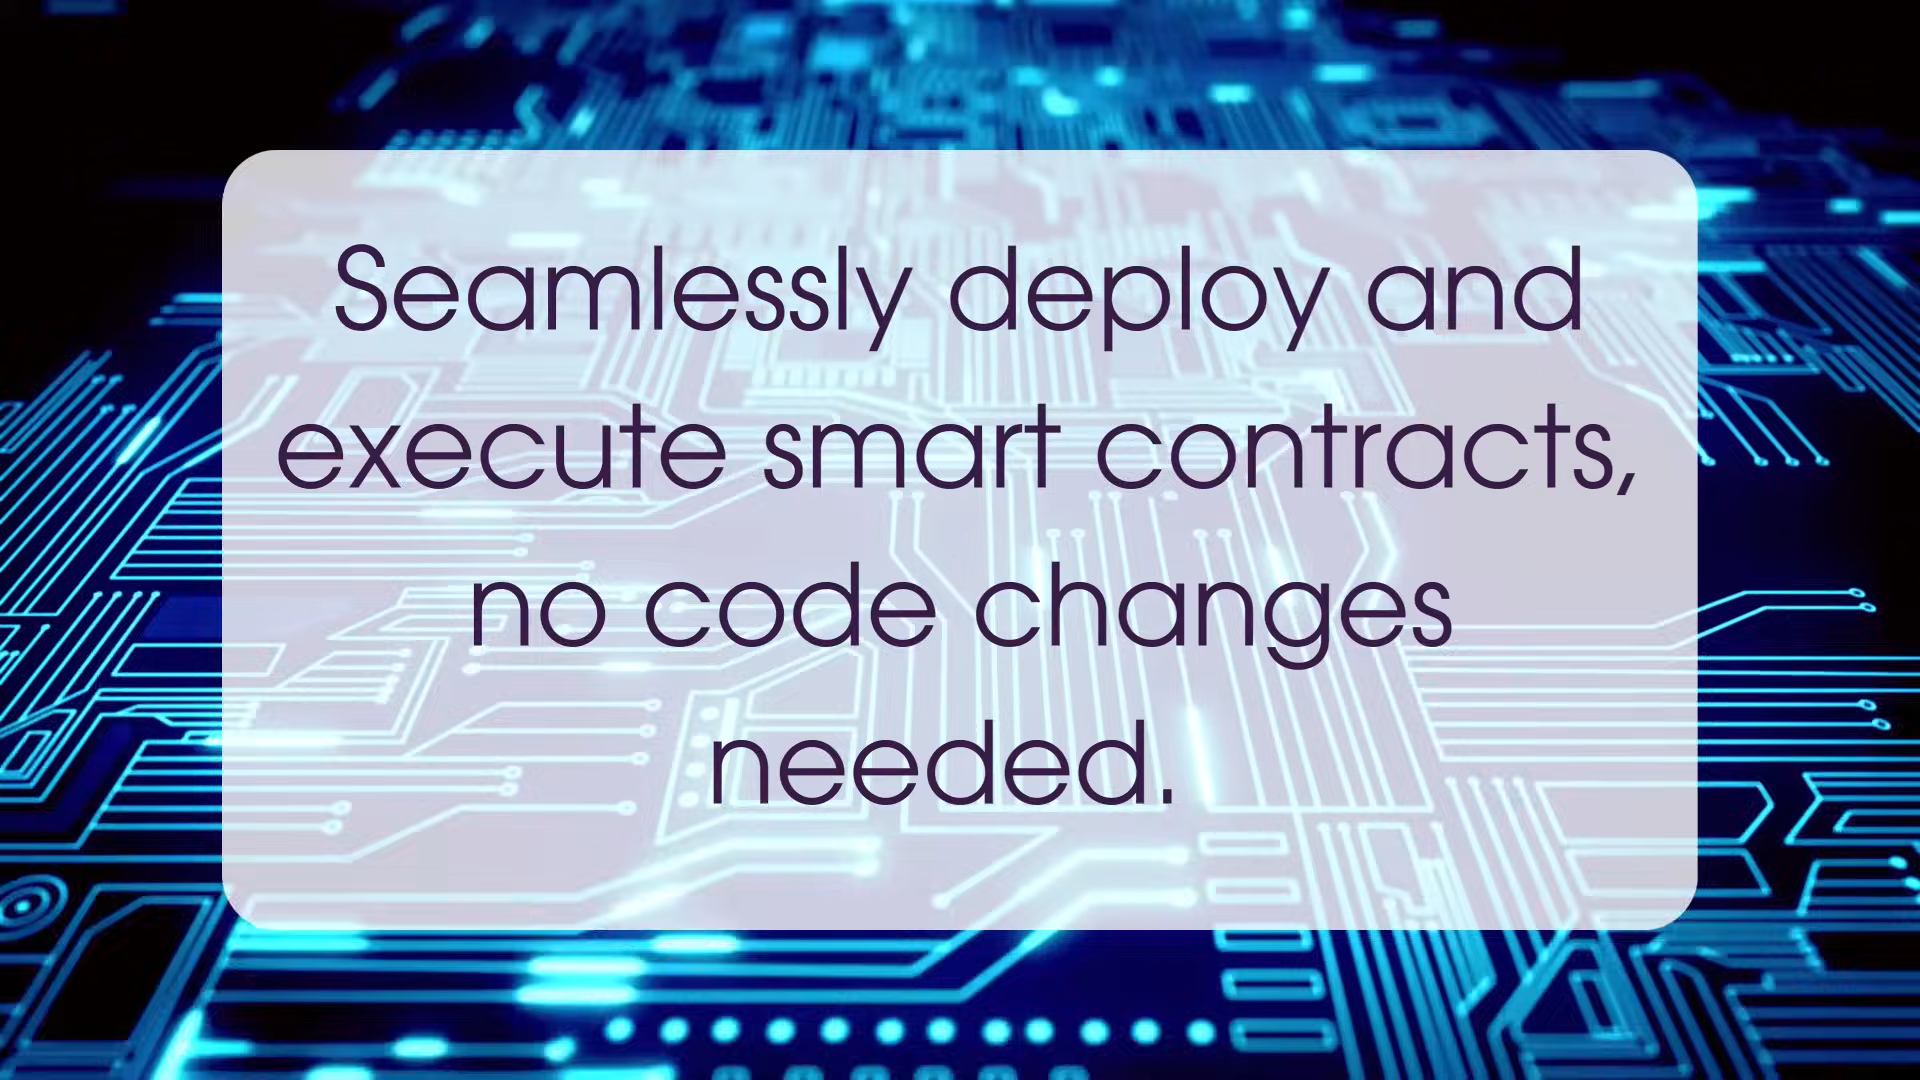 Seamlessly deploy and
execute smart contracts,
no code changes
needed.